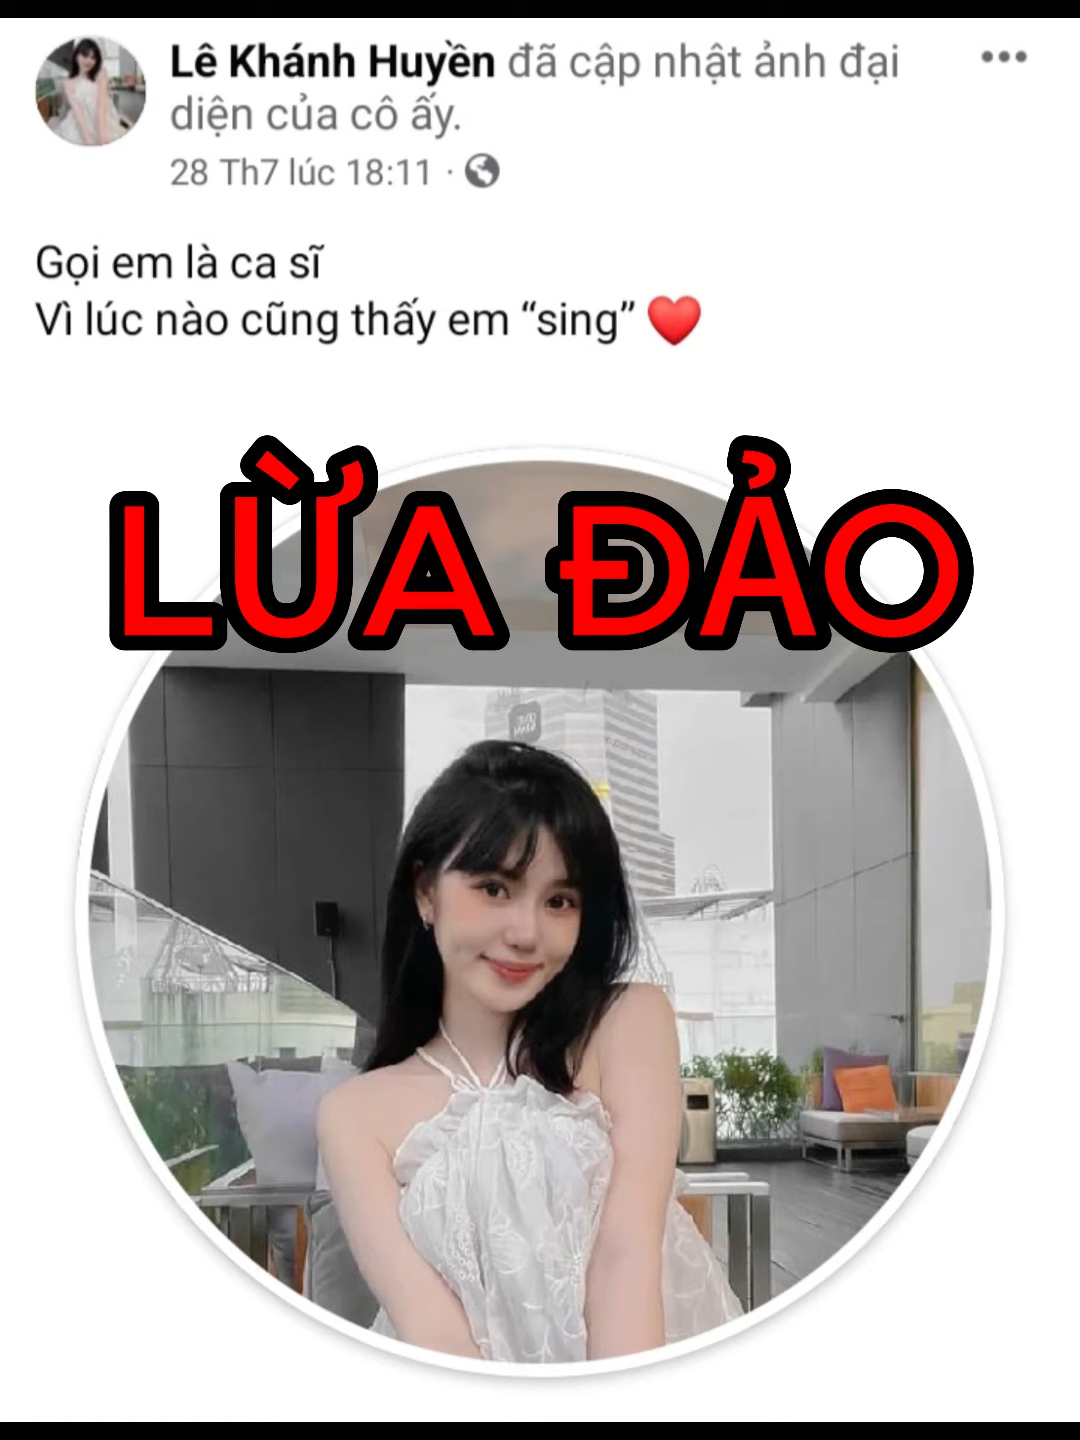 Lê Khánh Huyền đã cập nhật ảnh đại
diện của cô ấy.
28 Th7 lúc 18:11 ·
Gọi em là ca sĩ
Vì lúc nào cũng thấy em “sing” ❤️
LỪA ĐẢO